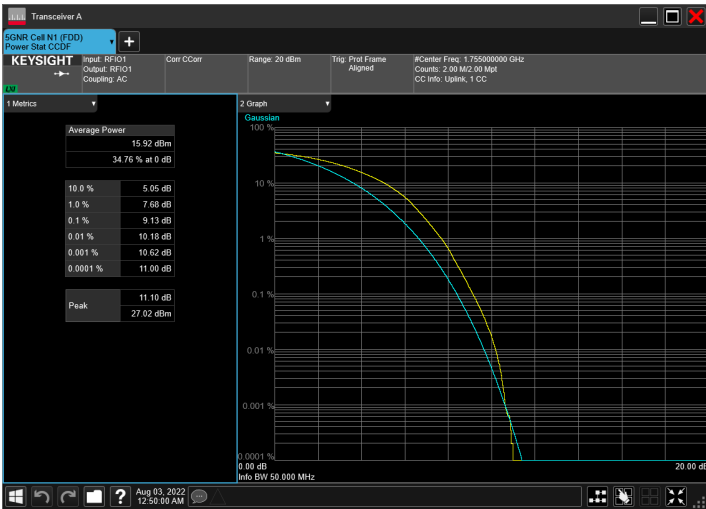 Transceiver A
5GNR Cell N1 (FDD)
Power Stat CCDF
KEYSIGHT
LXI
Input: RFIO1
Output: RFIO1
Coupling: AC
Corr CCorr
Range: 20 dBm
Trig: Prot Frame
Aligned
#Center Freq: 1.755000000 GHz
Counts: 2.00 M/2.00 Mpt
CC Info: Uplink, 1 CC
1 Metrics
Average Power
15.92 dBm
34.76 % at 0 dB
10.0 % 5.05 dB
1.0 % 7.68 dB
0.1 % 9.13 dB
0.01 % 10.18 dB
0.001 % 10.62 dB
0.0001 % 11.00 dB
Peak
11.10 dB
27.02 dBm
2 Graph
Gaussian
100 %
10 %
1 %
0.1 %
0.01 %
0.001 %
0.0001 %
0.00 dB
20.00 dB
Info BW 50.000 MHz
Aug 03, 2022
12:50:00 AM